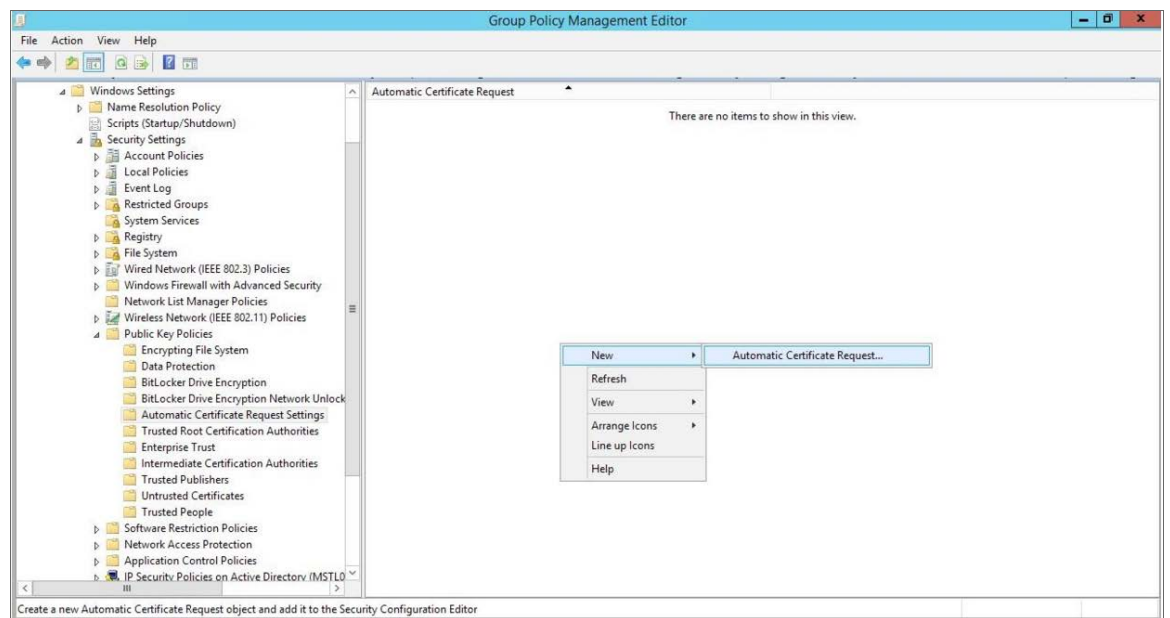 Group Policy Management Editor
File Action View Help
Windows Settings
Name Resolution Policy
Scripts (Startup/Shutdown)
Security Settings
Account Policies
Local Policies
Event Log
Restricted Groups
System Services
Registry
File System
Wired Network (IEEE 802.3) Policies
Windows Firewall with Advanced Security
Network List Manager Policies
Wireless Network (IEEE 802.11) Policies
Public Key Policies
Encrypting File System
Data Protection
BitLocker Drive Encryption
BitLocker Drive Encryption Network Unlock
Automatic Certificate Request Settings
Trusted Root Certification Authorities
Enterprise Trust
Intermediate Certification Authorities
Trusted Publishers
Untrusted Certificates
Trusted People
Software Restriction Policies
Network Access Protection
Application Control Policies
IP Security Policies on Active Directory (MSTL0
Automatic Certificate Request
There are no items to show in this view.
New
Automatic Certificate Request...
Refresh
View
Arrange Icons
Line up Icons
Help
Create a new Automatic Certificate Request object and add it to the Security Configuration Editor